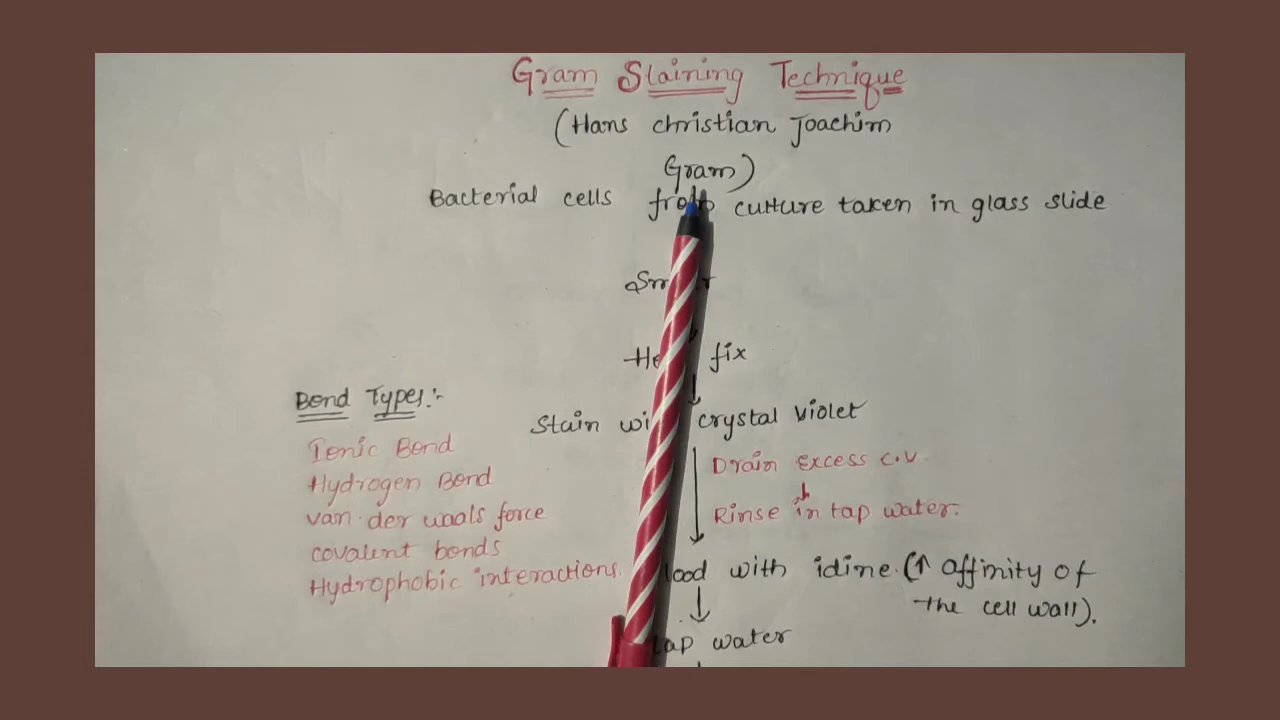 Gram Staining Technique
(Hans christian Joachim
Gram)
Bacterial cells from culture taken in glass slide
fix
Bond Types:-
Stain crystal violet
Ionic Bond
Drain excess c.v.
Hydrogen Bond
Rinse in tap water.
van der waals force
covalent bonds
Hydrophobic interactions.
with idine (↑ affinity of
the cell wall).
tap water